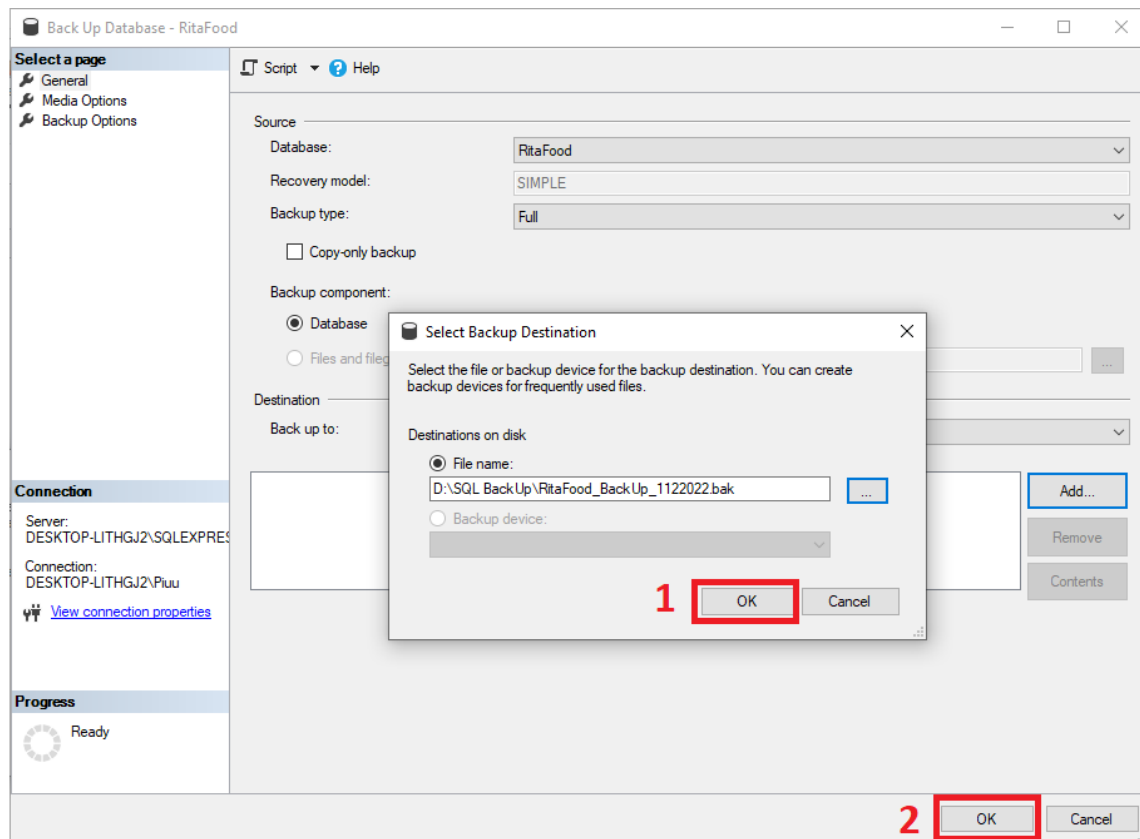 Back Up Database - RitaFood
Select a page
General
Media Options
Backup Options
Script
Help
Source
Database:
RitaFood
Recovery model:
SIMPLE
Backup type:
Full
Copy-only backup
Backup component:
Database
Files and fileg
...
Destination
Back up to:
Add...
Remove
Contents
Select Backup Destination
Select the file or backup device for the backup destination. You can create
backup devices for frequently used files.
Destinations on disk
File name:
D:\SQL BackUp\RitaFood_BackUp_1122022.bak
...
Backup device:
1
OK
Cancel
Connection
Server:
DESKTOP-LITHGJ2\SQLEXPRES
Connection:
DESKTOP-LITHGJ2\Piuu
View connection properties
Progress
Ready
2
OK
Cancel